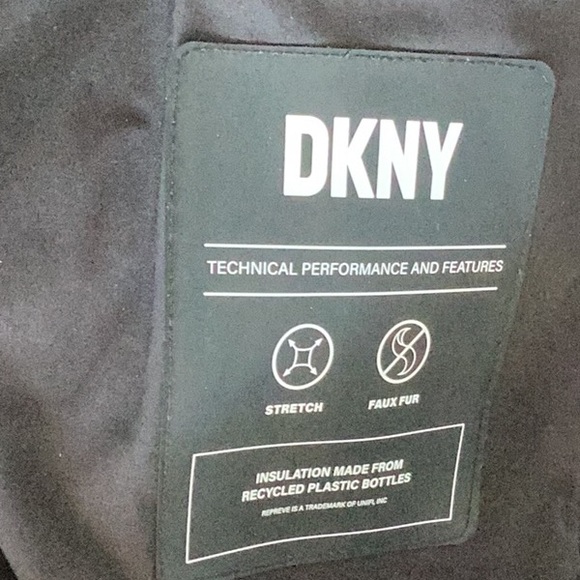 DKNY
TECHNICAL PERFORMANCE AND FEATURES
STRETCH
FAUX FUR
INSULATION MADE FROM
RECYCLED PLASTIC BOTTLES
REPREVE IS A TRADEMARK OF UNIFI, INC